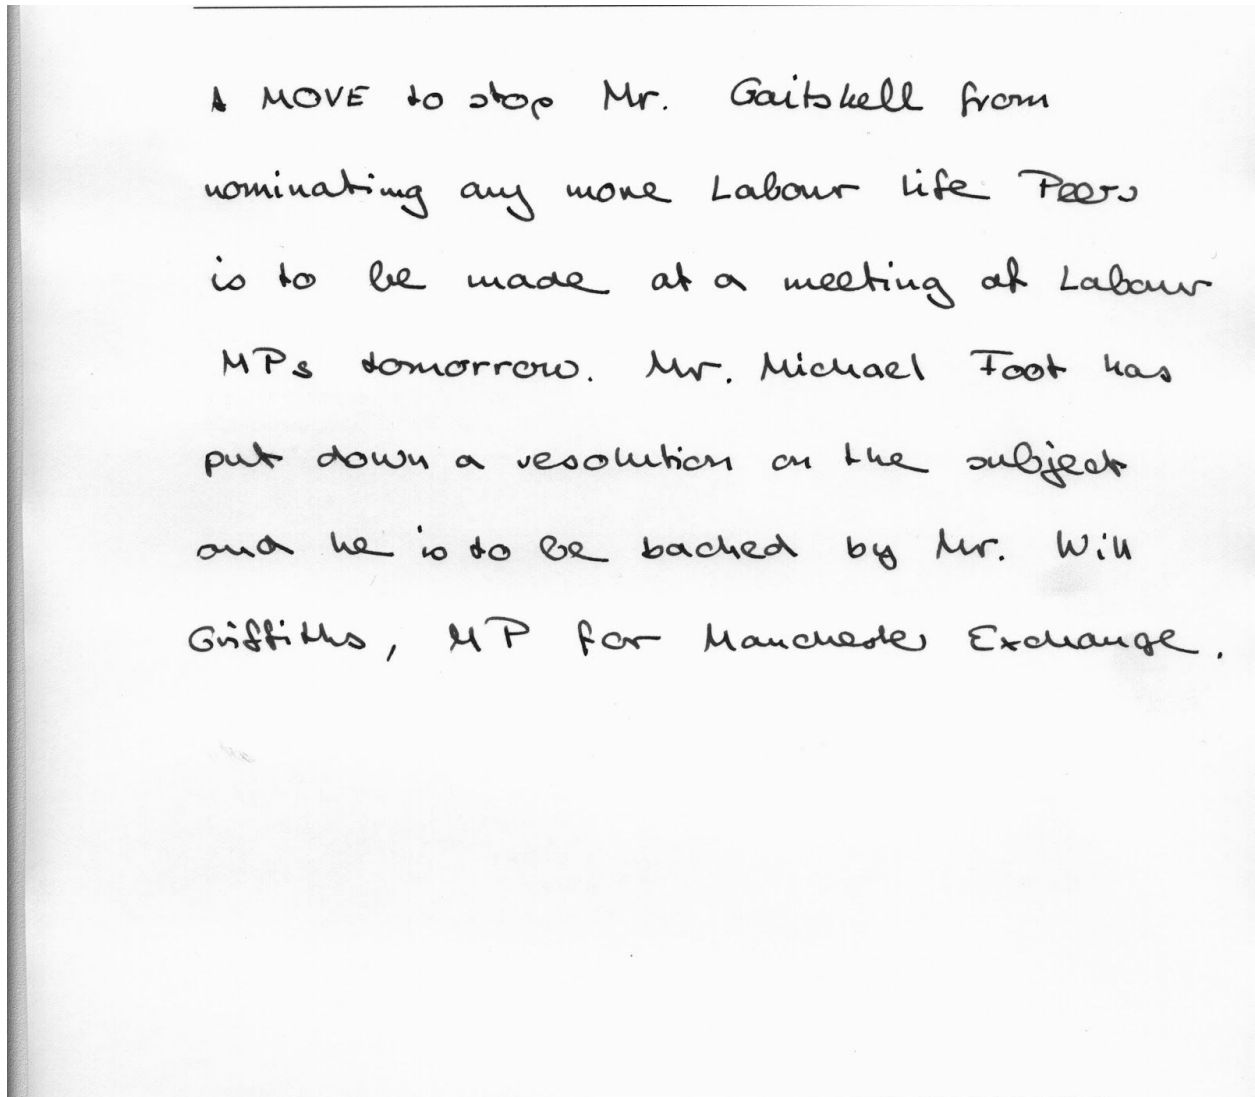 A MOVE to stop Mr. Gaitskell from
nominating any more Labour life Peers
is to be made at a meeting of Labour
MPs tomorrow. Mr. Michael Foot has
put down a resolution on the subject
and he is to be backed by Mr. Will
Griffiths, MP for Manchester Exchange.